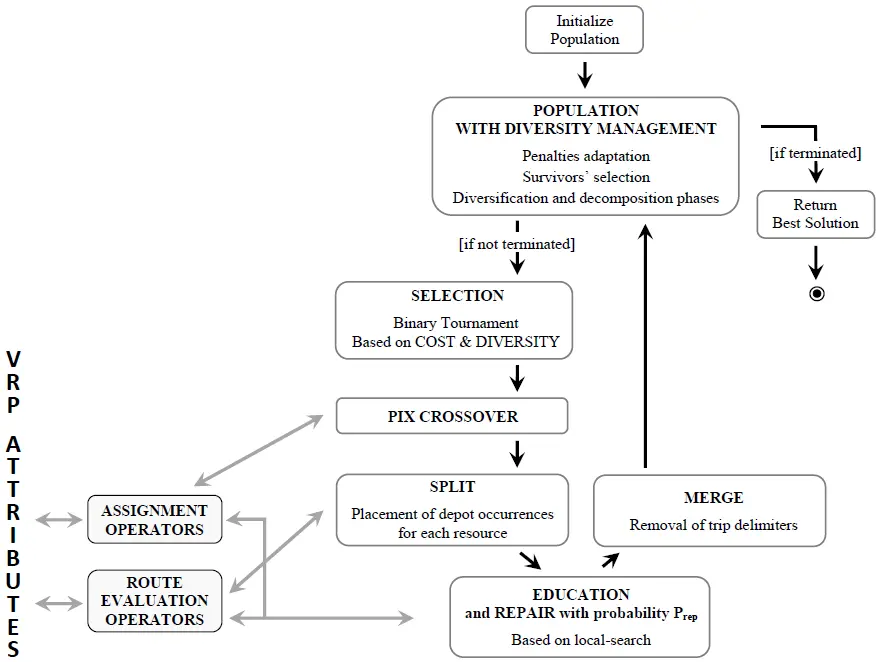 Initialize
Population
POPULATION
WITH DIVERSITY MANAGEMENT
Penalties adaptation
Survivors' selection
Diversification and decomposition phases
[if terminated]
Return
Best Solution
[if not terminated]
SELECTION
Binary Tournament
Based on COST & DIVERSITY
PIX CROSSOVER
SPLIT
Placement of depot occurrences
for each resource
MERGE
Removal of trip delimiters
EDUCATION
and REPAIR with probability Prep
Based on local-search
ASSIGNMENT
OPERATORS
ROUTE
EVALUATION
OPERATORS
VRP ATTRIBUTES